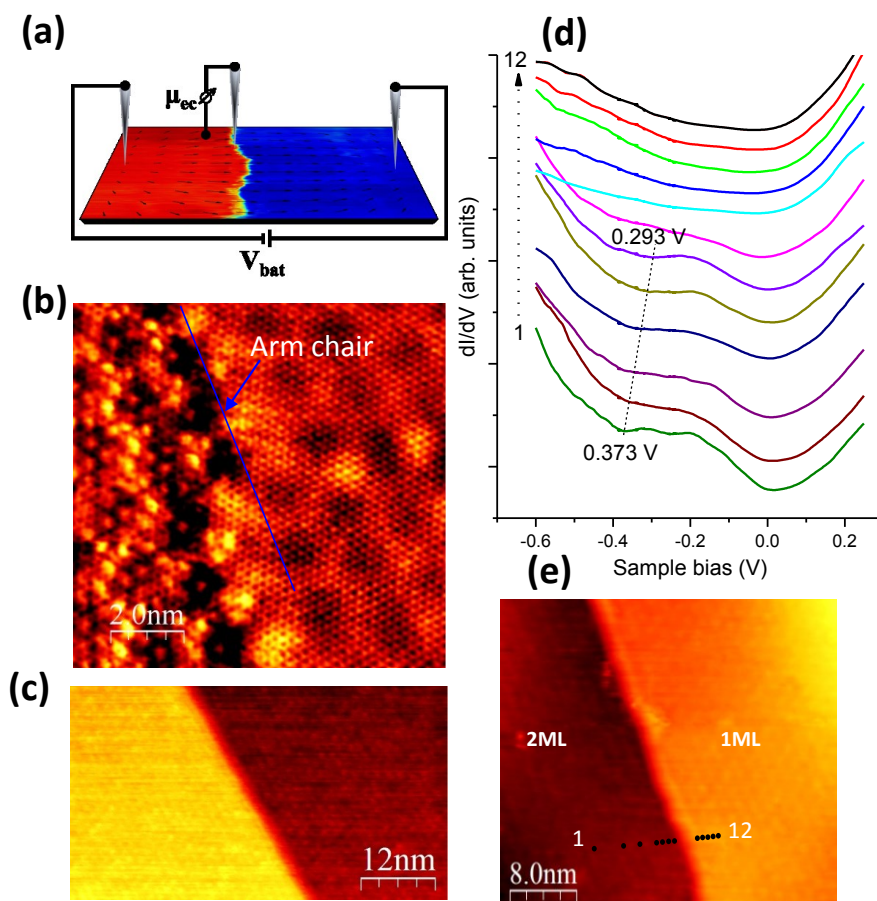 (a)
μec
Vbat
(b)
Arm chair
2.0nm
(c)
12nm
(d)
12
1
dI/dV (arb. units)
0.293 V
0.373 V
-0.6 -0.4 -0.2 0.0 0.2
Sample bias (V)
(e)
2ML 1ML
1 12
8.0nm